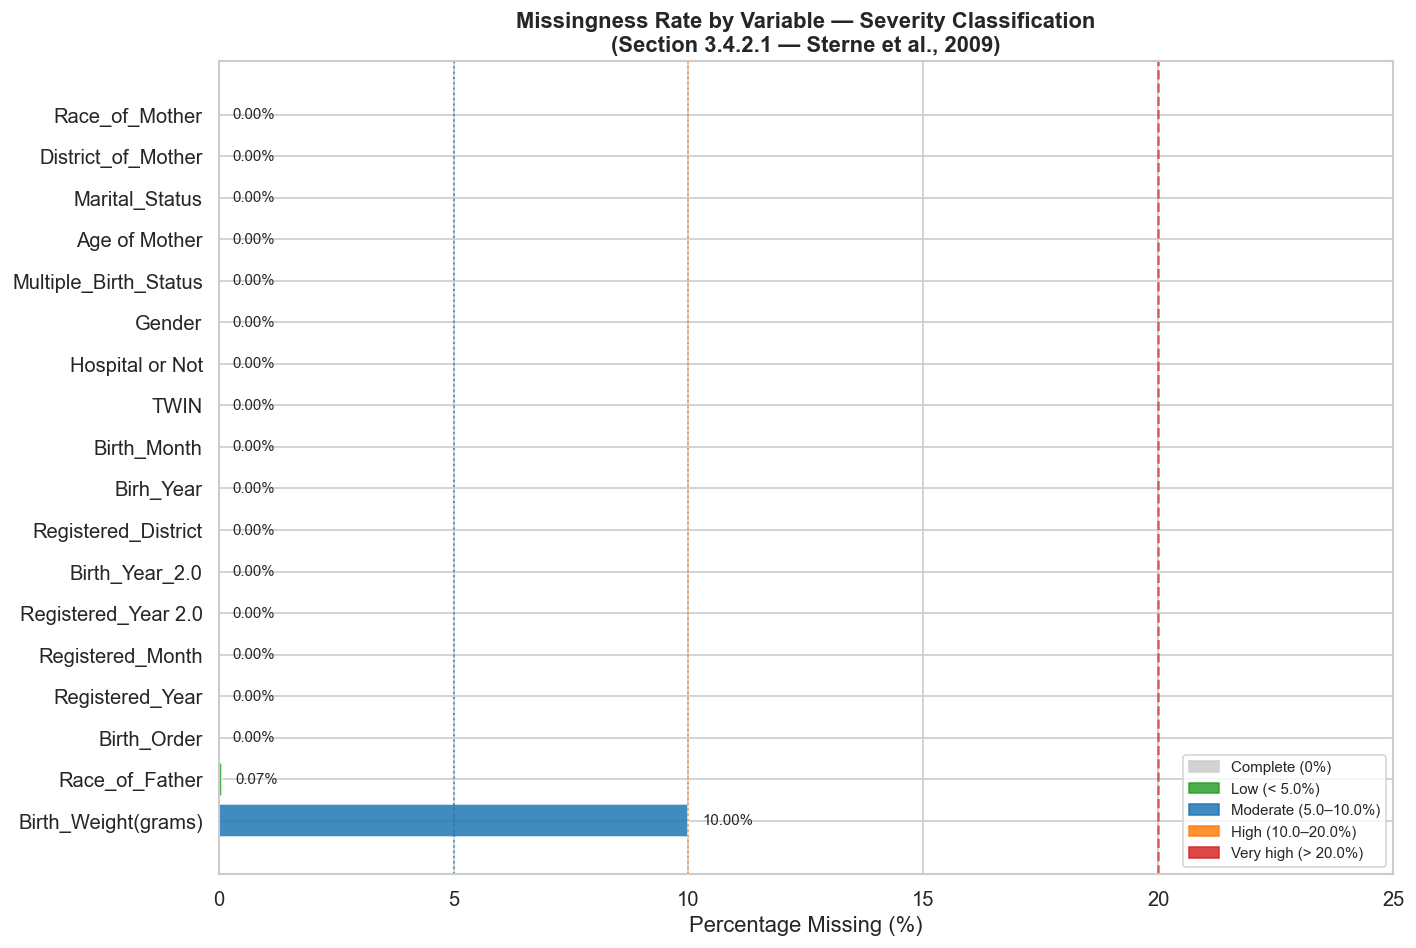 Missingness Rate by Variable — Severity Classification
(Section 3.4.2.1 — Sterne et al., 2009)
Race_of_Mother 0.00%
District_of_Mother 0.00%
Marital_Status 0.00%
Age of Mother 0.00%
Multiple_Birth_Status 0.00%
Gender 0.00%
Hospital or Not 0.00%
TWIN 0.00%
Birth_Month 0.00%
Birh_Year 0.00%
Registered_District 0.00%
Birth_Year_2.0 0.00%
Registered_Year 2.0 0.00%
Registered_Month 0.00%
Registered_Year 0.00%
Birth_Order 0.00%
Race_of_Father 0.07%
Birth_Weight(grams) 10.00%
Complete (0%)
Low (< 5.0%)
Moderate (5.0–10.0%)
High (10.0–20.0%)
Very high (> 20.0%)
0 5 10 15 20 25
Percentage Missing (%)